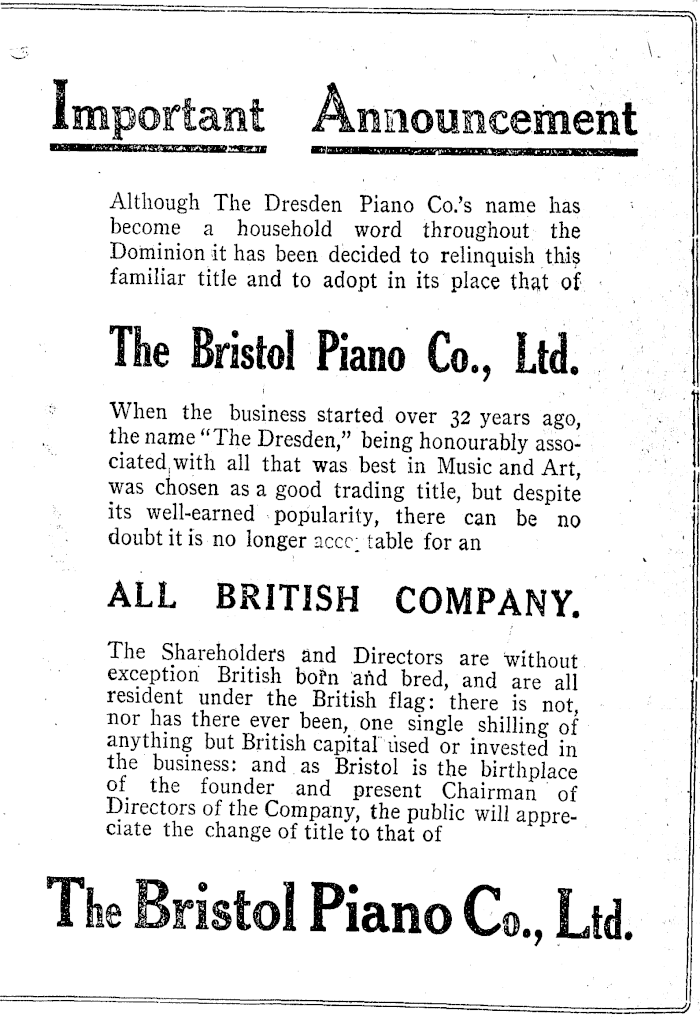 Important Announcement
Although The Dresden Piano Co.'s name has
become a household word throughout the
Dominion it has been decided to relinquish this
familiar title and to adopt in its place that of
The Bristol Piano Co., Ltd.
When the business started over 32 years ago,
the name "The Dresden," being honourably asso-
ciated with all that was best in Music and Art,
was chosen as a good trading title, but despite
its well-earned popularity, there can be no
doubt it is no longer acceptable for an
ALL BRITISH COMPANY.
The Shareholders and Directors are without
exception British born and bred, and are all
resident under the British flag: there is not,
nor has there ever been, one single shilling of
anything but British capital used or invested in
the business: and as Bristol is the birthplace
of the founder and present Chairman of
Directors of the Company, the public will appre-
ciate the change of title to that of
The Bristol Piano Co., Ltd.